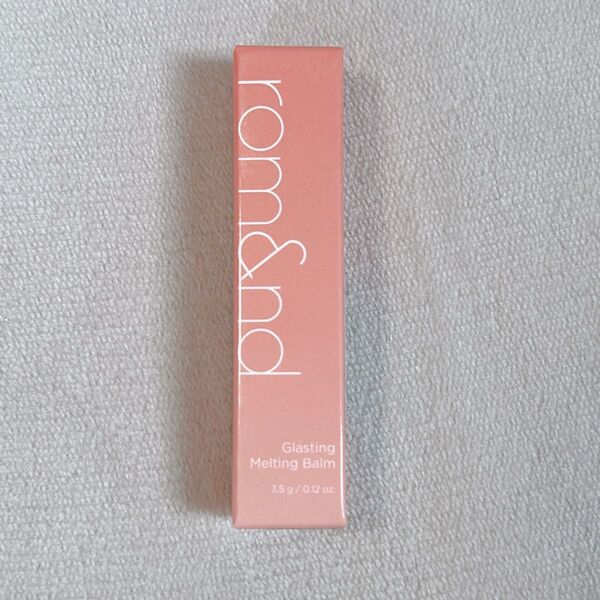 rom&nd
Glasting
Melting Balm
3.5 g / 0.12 oz.